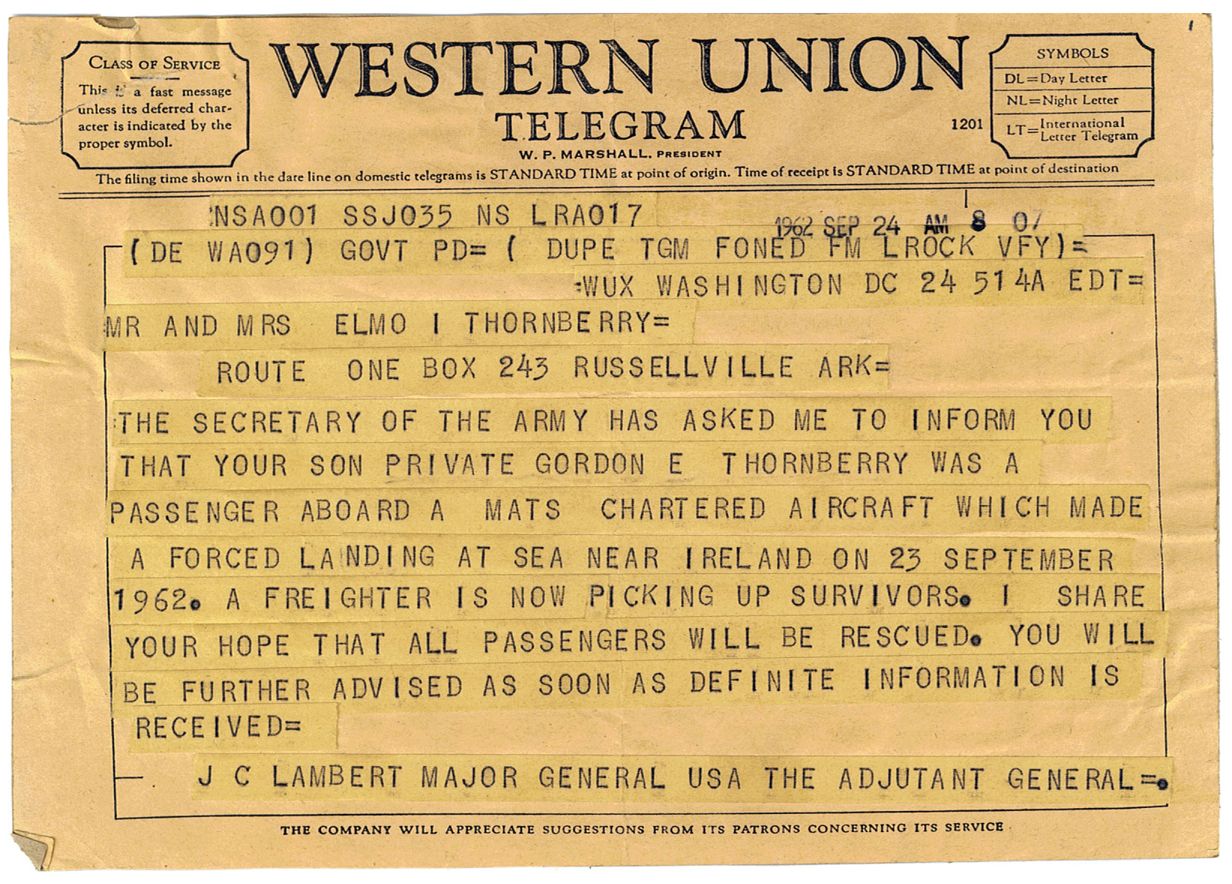 CLASS OF SERVICE
This is a fast message
unless its deferred char-
acter is indicated by the
proper symbol.
WESTERN UNION
TELEGRAM
W. P. MARSHALL, PRESIDENT
1201
SYMBOLS
DL=Day Letter
NL=Night Letter
LT=International Letter Telegram
The filing time shown in the date line on domestic telegrams is STANDARD TIME at point of origin. Time of receipt is STANDARD TIME at point of destination
NSA001 SSJ035 NS LRA017
1962 SEP 24 AM 8 07
(DE WA091) GOVT PD= ( DUPE TGM FONED FM LROCK VFY)=
WUX WASHINGTON DC 24 514A EDT=
MR AND MRS ELMO I THORNBERRY=
ROUTE ONE BOX 243 RUSSELLVILLE ARK=
THE SECRETARY OF THE ARMY HAS ASKED ME TO INFORM YOU
THAT YOUR SON PRIVATE GORDON E THORNBERRY WAS A
PASSENGER ABOARD A MATS CHARTERED AIRCRAFT WHICH MADE
A FORCED LANDING AT SEA NEAR IRELAND ON 23 SEPTEMBER
1962. A FREIGHTER IS NOW PICKING UP SURVIVORS. I SHARE
YOUR HOPE THAT ALL PASSENGERS WILL BE RESCUED. YOU WILL
BE FURTHER ADVISED AS SOON AS DEFINITE INFORMATION IS
RECEIVED=
J C LAMBERT MAJOR GENERAL USA THE ADJUTANT GENERAL=.
THE COMPANY WILL APPRECIATE SUGGESTIONS FROM ITS PATRONS CONCERNING ITS SERVICE